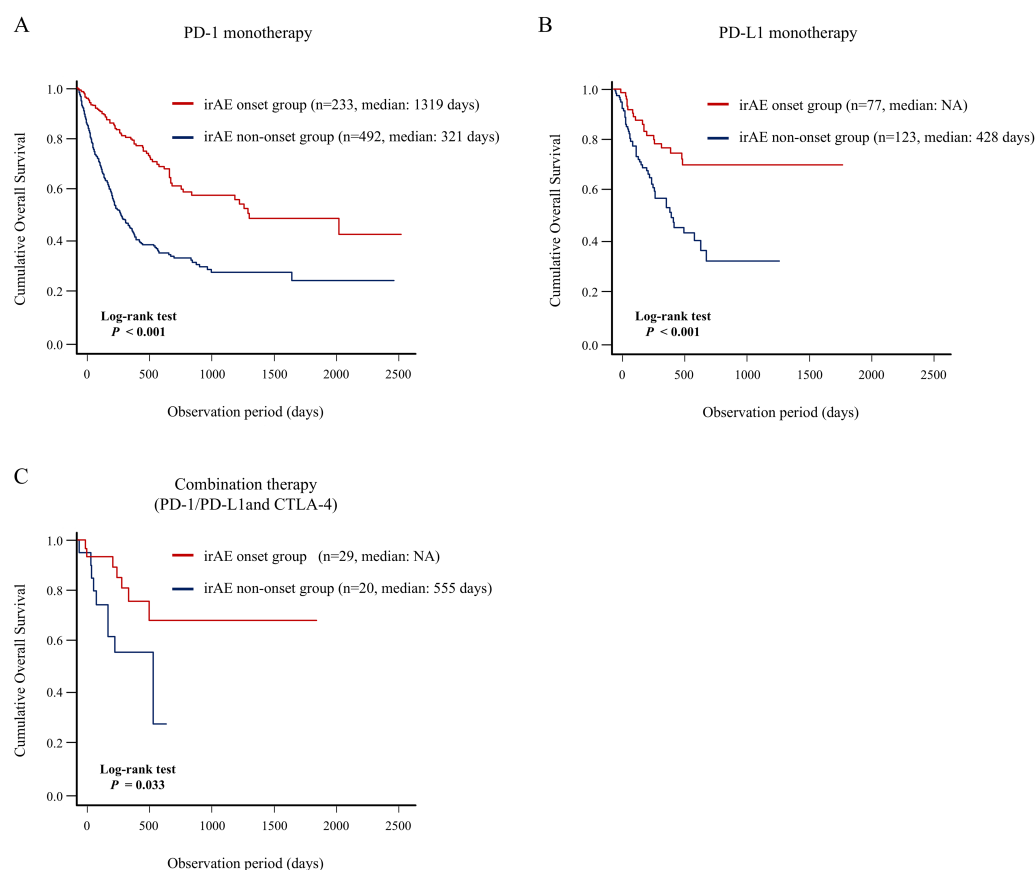 A
PD-1 monotherapy
irAE onset group (n=233, median: 1319 days)
irAE non-onset group (n=492, median: 321 days)
Cumulative Overall Survival
1.0
0.8
0.6
0.4
0.2
0.0
Log-rank test
P < 0.001
0 500 1000 1500 2000 2500
Observation period (days)
B
PD-L1 monotherapy
irAE onset group (n=77, median: NA)
irAE non-onset group (n=123, median: 428 days)
Cumulative Overall Survival
1.0
0.8
0.6
0.4
0.2
0.0
Log-rank test
P < 0.001
0 500 1000 1500 2000 2500
Observation period (days)
C
Combination therapy
(PD-1/PD-L1and CTLA-4)
irAE onset group (n=29, median: NA)
irAE non-onset group (n=20, median: 555 days)
Cumulative Overall Survival
1.0
0.8
0.6
0.4
0.2
0.0
Log-rank test
P = 0.033
0 500 1000 1500 2000 2500
Observation period (days)